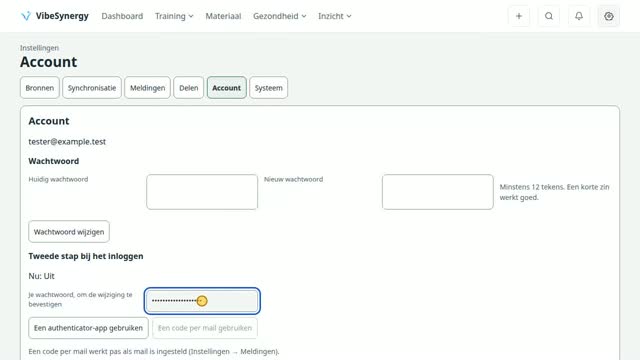 VibeSynergy Dashboard Training Materiaal Gezondheid Inzicht
Instellingen
Account
Bronnen Synchronisatie Meldingen Delen Account Systeem
Account
tester@example.test
Wachtwoord
Huidig wachtwoord
Nieuw wachtwoord
Minstens 12 tekens. Een korte zin
werkt goed.
Wachtwoord wijzigen
Tweede stap bij het inloggen
Nu: Uit
Je wachtwoord, om de wijziging te
bevestigen
Een authenticator-app gebruiken Een code per mail gebruiken
Een code per mail werkt pas als mail is ingesteld (Instellingen → Meldingen).